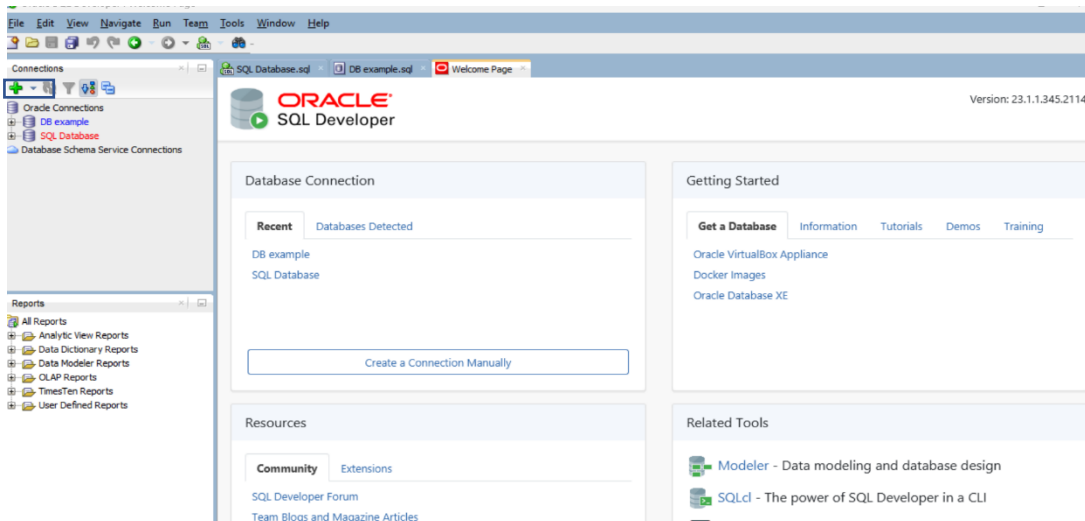 File Edit View Navigate Run Team Tools Window Help
Connections
Oracle Connections
DB example
SQL Database
Database Schema Service Connections
Reports
All Reports
Analytic View Reports
Data Dictionary Reports
Data Modeler Reports
OLAP Reports
TimesTen Reports
User Defined Reports
SQL Database.sql
DB example.sql
Welcome Page
ORACLE
SQL Developer
Version: 23.1.1.345.2114
Database Connection
Recent Databases Detected
DB example
SQL Database
Create a Connection Manually
Getting Started
Get a Database Information Tutorials Demos Training
Oracle VirtualBox Appliance
Docker Images
Oracle Database XE
Resources
Community Extensions
SQL Developer Forum
Team Blogs and Magazine Articles
Related Tools
Modeler - Data modeling and database design
SQLcl - The power of SQL Developer in a CLI